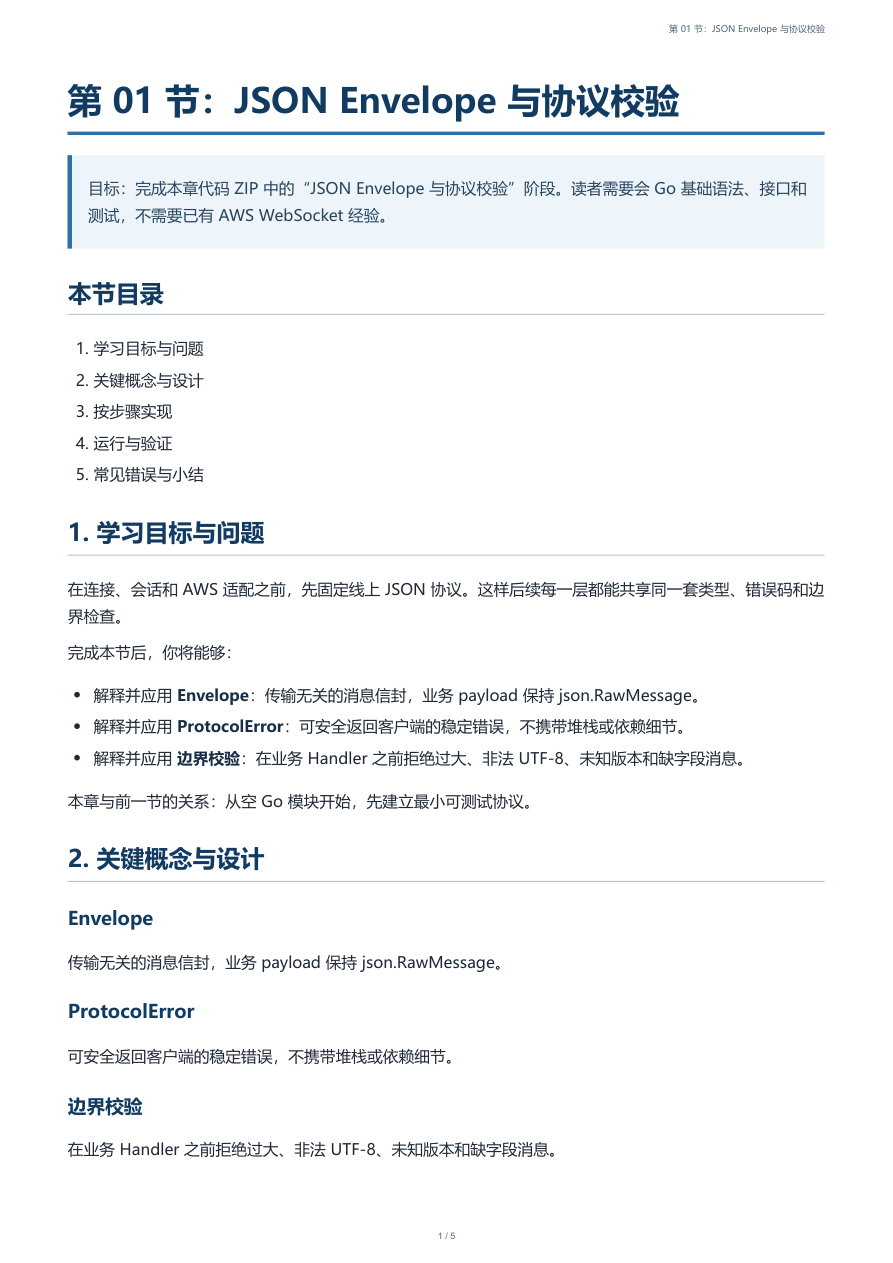 第 01 节：JSON Envelope 与协议校验
第 01 节：JSON Envelope 与协议校验
目标：完成本章代码 ZIP 中的“JSON Envelope 与协议校验”阶段。读者需要会 Go 基础语法、接口和
测试，不需要已有 AWS WebSocket 经验。
本节目录
1. 学习目标与问题
2. 关键概念与设计
3. 按步骤实现
4. 运行与验证
5. 常见错误与小结
1. 学习目标与问题
在连接、会话和 AWS 适配之前，先固定线上 JSON 协议。这样后续每一层都能共享同一套类型、错误码和边
界检查。
完成本节后，你将能够：
• 解释并应用 Envelope：传输无关的消息信封，业务 payload 保持 json.RawMessage。
• 解释并应用 ProtocolError：可安全返回客户端的稳定错误，不携带堆栈或依赖细节。
• 解释并应用 边界校验：在业务 Handler 之前拒绝过大、非法 UTF-8、未知版本和缺字段消息。
本章与前一节的关系：从空 Go 模块开始，先建立最小可测试协议。
2. 关键概念与设计
Envelope
传输无关的消息信封，业务 payload 保持 json.RawMessage。
ProtocolError
可安全返回客户端的稳定错误，不携带堆栈或依赖细节。
边界校验
在业务 Handler 之前拒绝过大、非法 UTF-8、未知版本和缺字段消息。
1 / 5